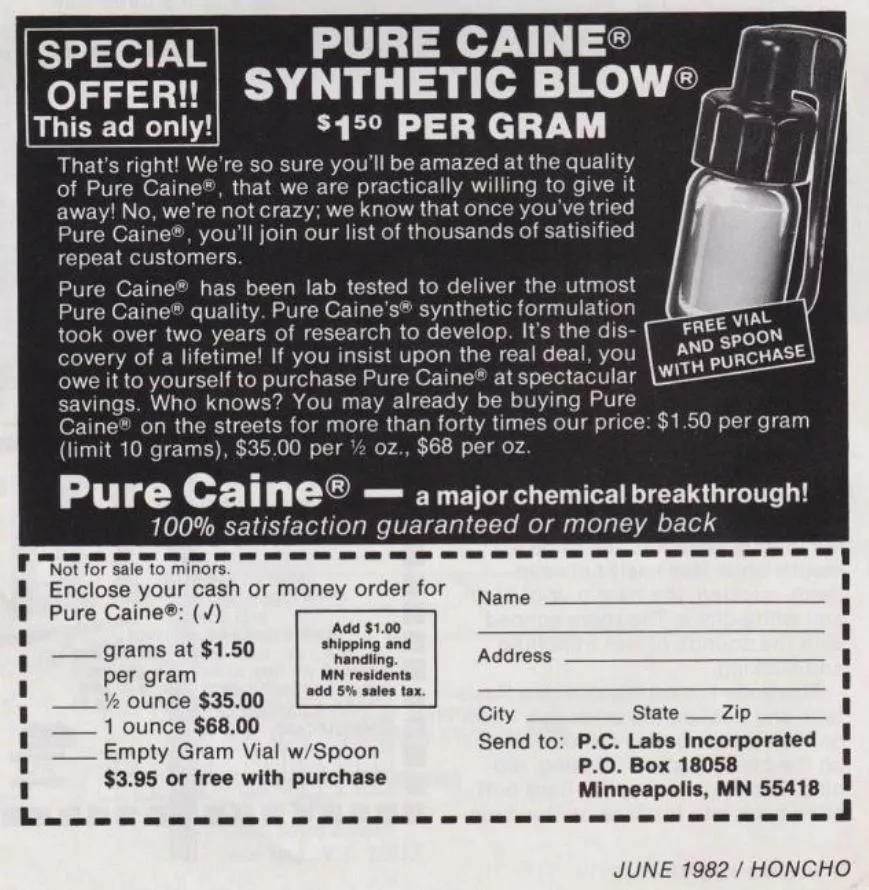 SPECIAL
OFFER!!
This ad only!
PURE CAINE®
SYNTHETIC BLOW®
$1⁵⁰ PER GRAM
That's right! We're so sure you'll be amazed at the quality
of Pure Caine®, that we are practically willing to give it
away! No, we're not crazy; we know that once you've tried
Pure Caine®, you'll join our list of thousands of satisified
repeat customers.
Pure Caine® has been lab tested to deliver the utmost
Pure Caine® quality. Pure Caine's® synthetic formulation
took over two years of research to develop. It's the dis-
covery of a lifetime! If you insist upon the real deal, you
owe it to yourself to purchase Pure Caine® at spectacular
savings. Who knows? You may already be buying Pure
Caine® on the streets for more than forty times our price: $1.50 per gram
(limit 10 grams), $35.00 per ½ oz., $68 per oz.
FREE VIAL
AND SPOON
WITH PURCHASE
Pure Caine® — a major chemical breakthrough!
100% satisfaction guaranteed or money back
Not for sale to minors.
Enclose your cash or money order for
Pure Caine®: (√)
___ grams at $1.50
per gram
___ ½ ounce $35.00
___ 1 ounce $68.00
___ Empty Gram Vial w/Spoon
$3.95 or free with purchase
Add $1.00
shipping and
handling.
MN residents
add 5% sales tax.
Name
Address
City ___ State ___ Zip ___
Send to: P.C. Labs Incorporated
P.O. Box 18058
Minneapolis, MN 55418
JUNE 1982 / HONCHO